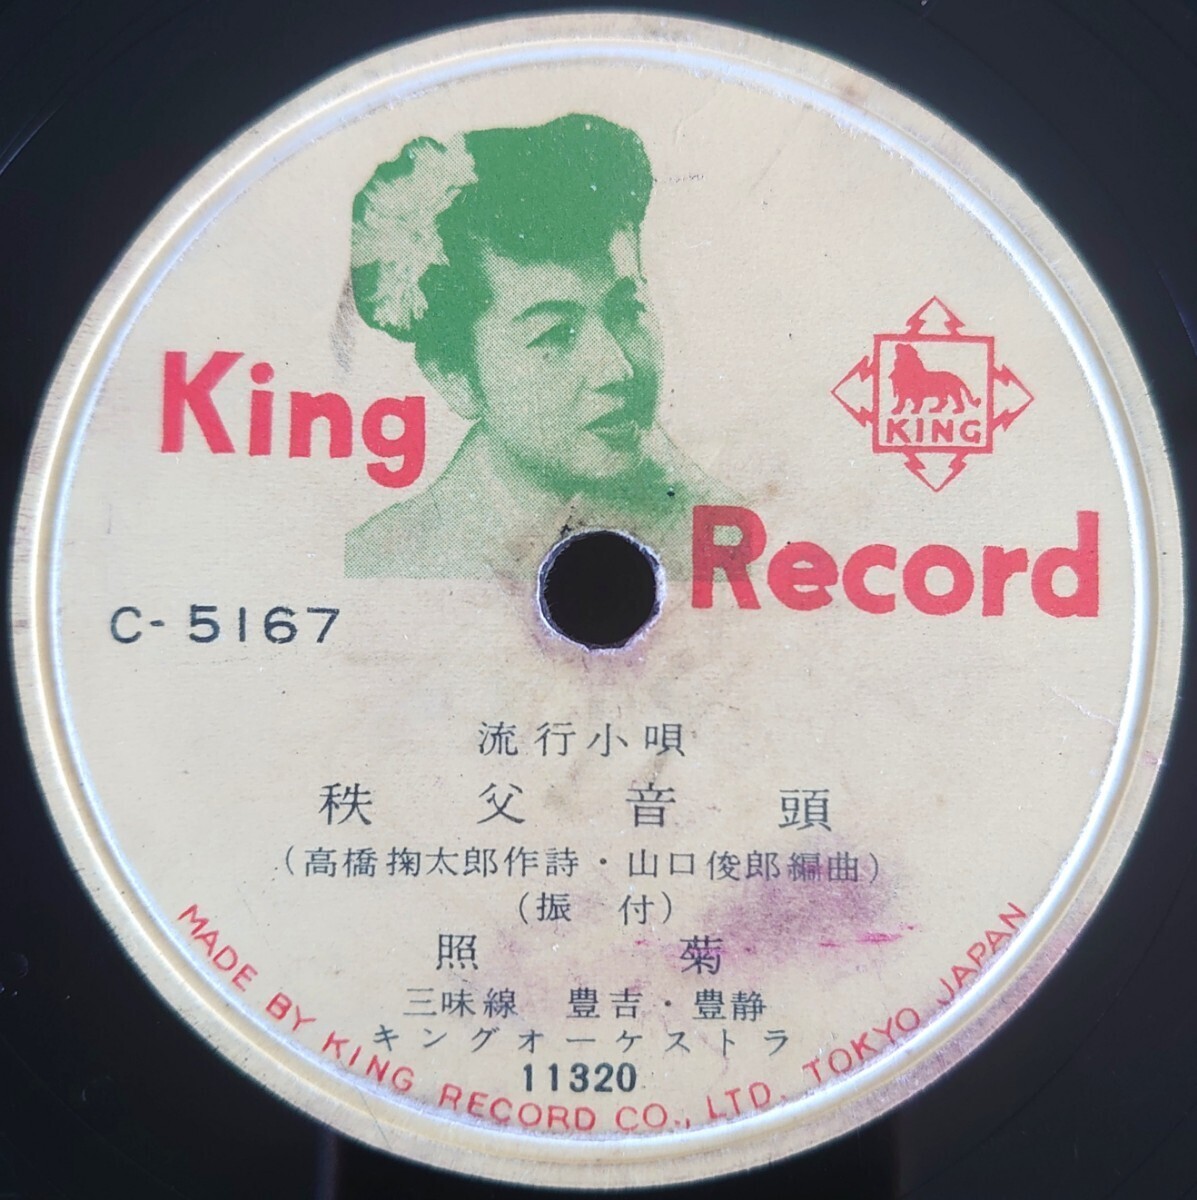 King
KING
Record
C-5167
流行小唄
秩父音頭
(高橋掬太郎作詩・山口俊郎編曲)
(振付)
照菊
三味線 豊吉・豊静
キングオーケストラ
11320
MADE BY KING RECORD CO., LTD. TOKYO JAPAN